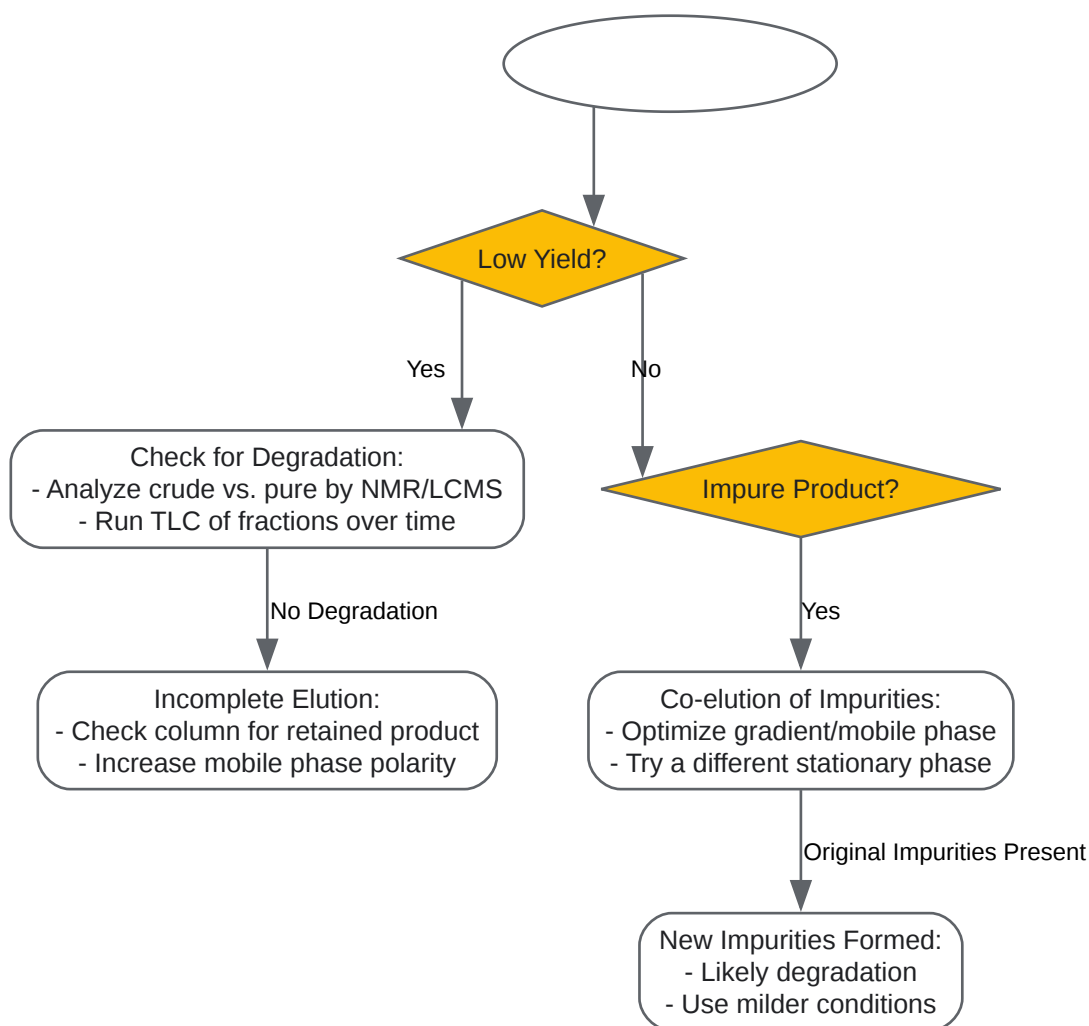 Low Yield?
Yes
No
Check for Degradation:
- Analyze crude vs. pure by NMR/LCMS
- Run TLC of fractions over time
Impure Product?
No Degradation
Yes
Incomplete Elution:
- Check column for retained product
- Increase mobile phase polarity
Co-elution of Impurities:
- Optimize gradient/mobile phase
- Try a different stationary phase
Original Impurities Present
New Impurities Formed:
- Likely degradation
- Use milder conditions